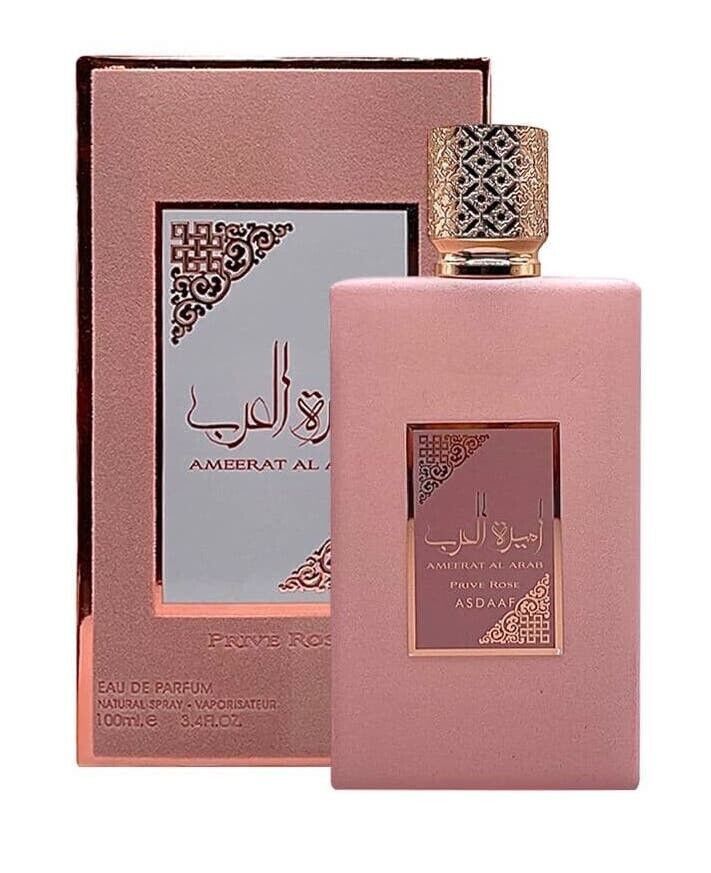 أميرة العرب
AMEERAT AL A
PRIVE ROS
EAU DE PARFUM
NATURAL SPRAY - VAPORISATEUR
100ml.e 3.4Fl.OZ
أميرة العرب
AMEERAT AL ARAB
PRIVE ROSE
ASDAAF